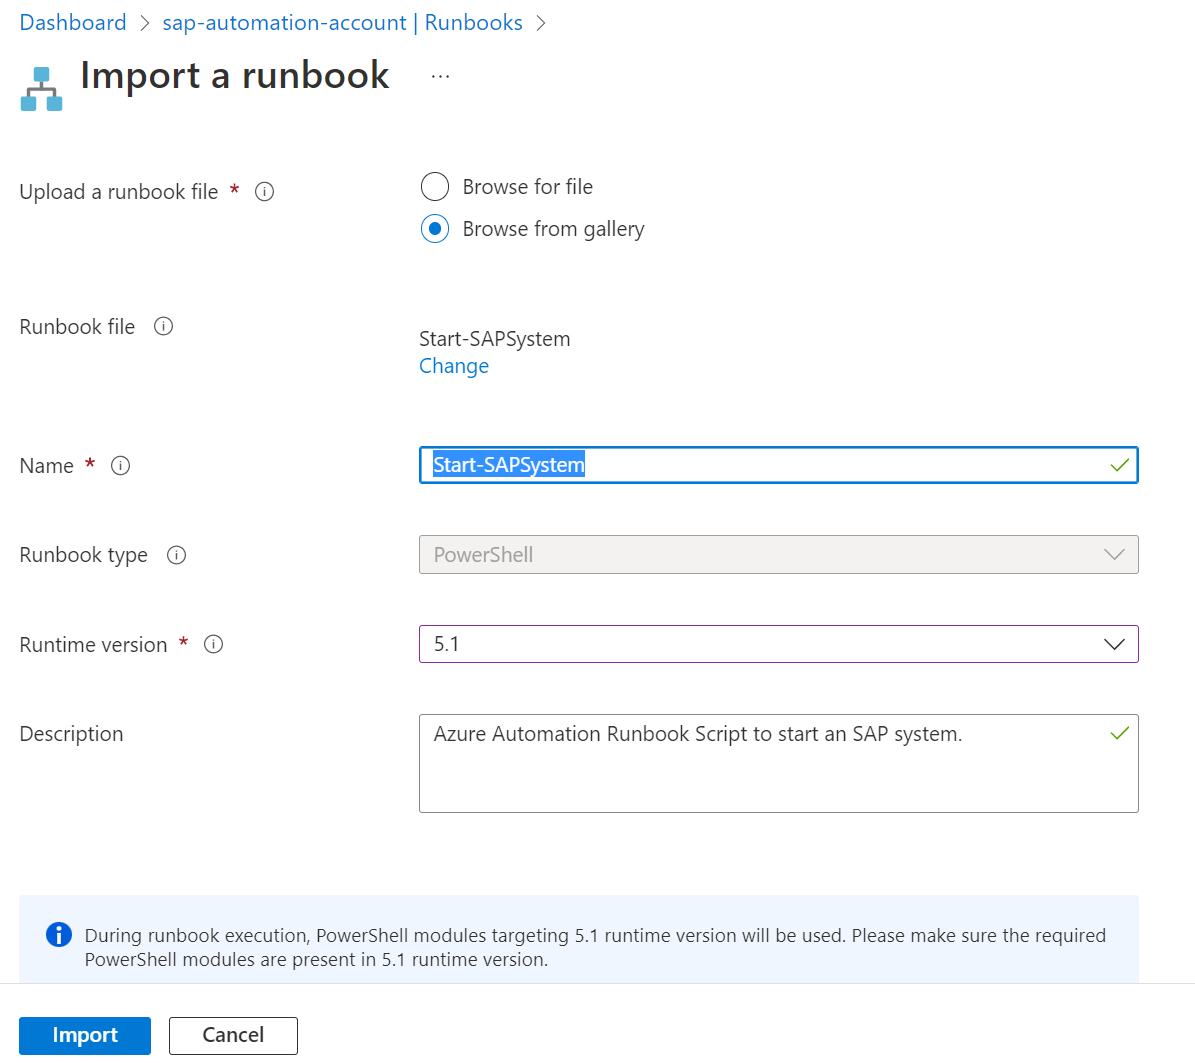 Dashboard > sap-automation-account | Runbooks >
Import a runbook ...
Upload a runbook file *
Browse for file
Browse from gallery
Runbook file
Start-SAPSystem
Change
Name *
Start-SAPSystem
Runbook type
PowerShell
Runtime version *
5.1
Description
Azure Automation Runbook Script to start an SAP system.
During runbook execution, PowerShell modules targeting 5.1 runtime version will be used. Please make sure the required
PowerShell modules are present in 5.1 runtime version.
Import
Cancel